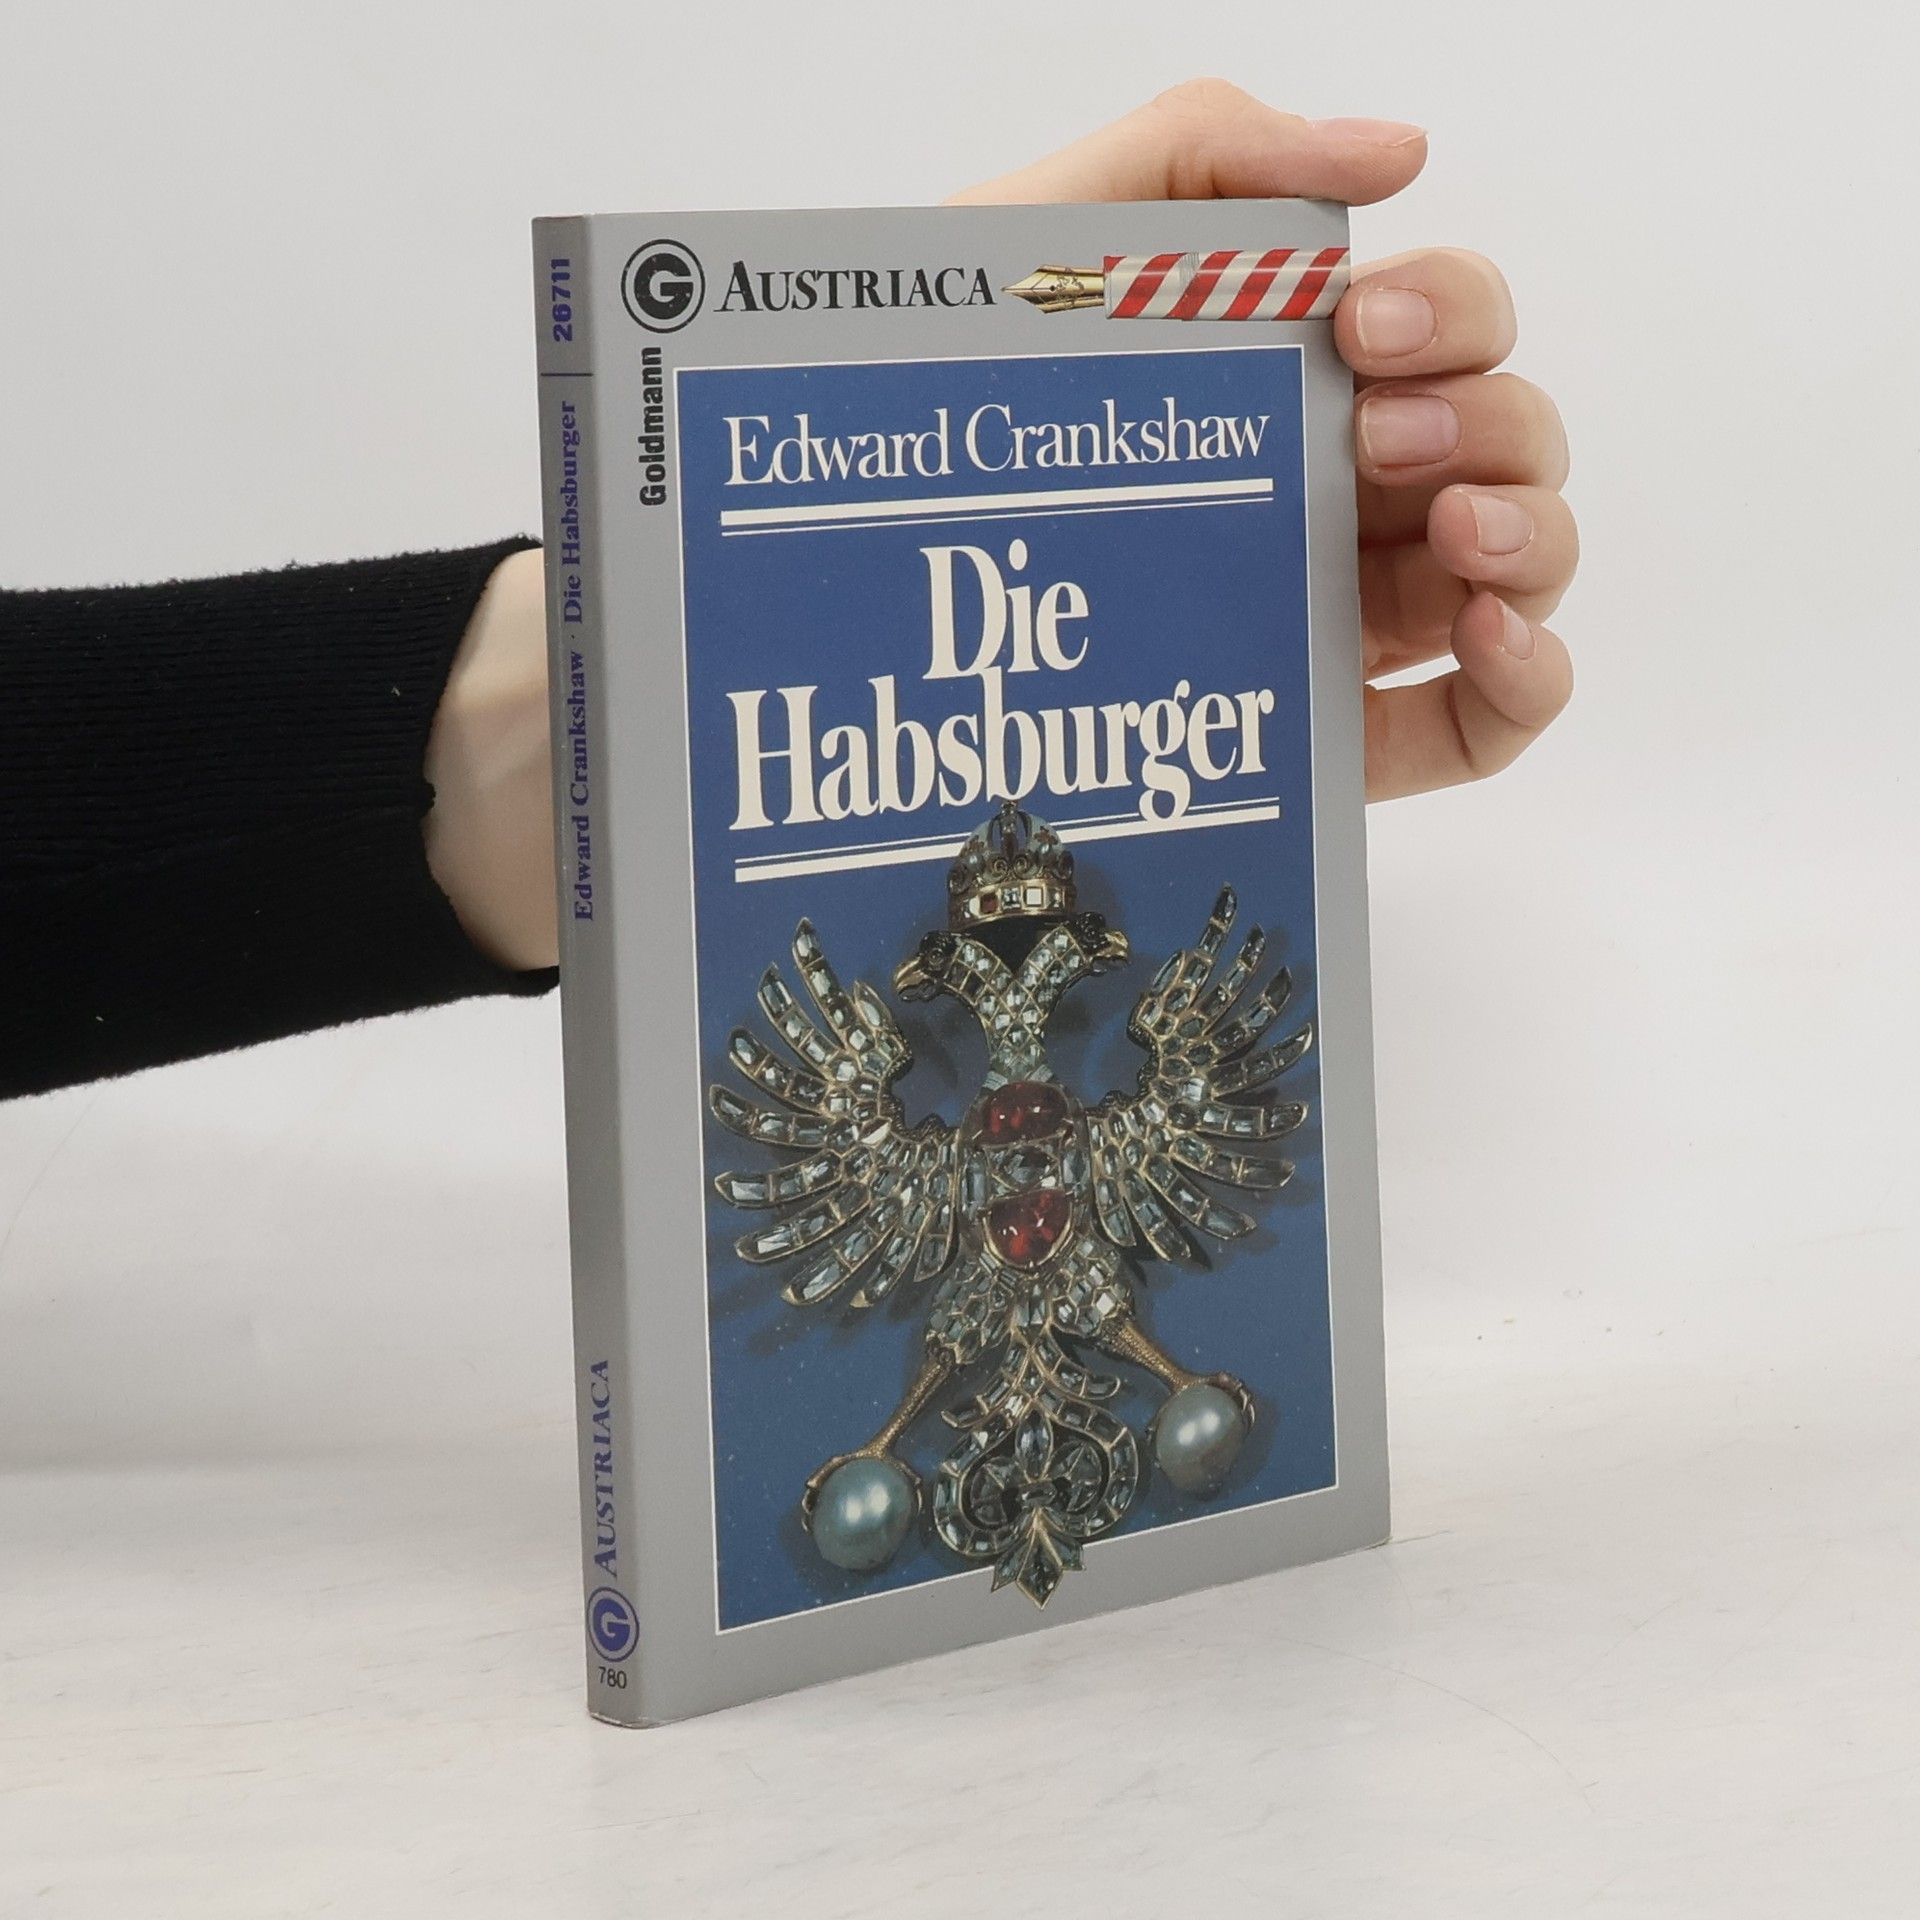 G AUSTRIACA
Goldmann
Edward Crankshaw
Die
Habsburger
26711
Edward Crankshaw · Die Habsburger
AUSTRIACA
G
780